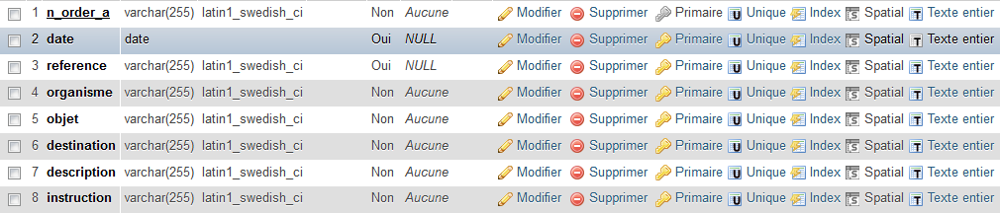 1 n_order_a varchar(255) latin1_swedish_ci Non Aucune Modifier Supprimer Primaire U Unique Index S Spatial T Texte entier
2 date date Oui NULL Modifier Supprimer Primaire U Unique Index S Spatial T Texte entier
3 reference varchar(255) latin1_swedish_ci Oui NULL Modifier Supprimer Primaire U Unique Index S Spatial T Texte entier
4 organisme varchar(255) latin1_swedish_ci Non Aucune Modifier Supprimer Primaire U Unique Index S Spatial T Texte entier
5 objet varchar(255) latin1_swedish_ci Non Aucune Modifier Supprimer Primaire U Unique Index S Spatial T Texte entier
6 destination varchar(255) latin1_swedish_ci Non Aucune Modifier Supprimer Primaire U Unique Index S Spatial T Texte entier
7 description varchar(255) latin1_swedish_ci Non Aucune Modifier Supprimer Primaire U Unique Index S Spatial T Texte entier
8 instruction varchar(255) latin1_swedish_ci Non Aucune Modifier Supprimer Primaire U Unique Index S Spatial T Texte entier